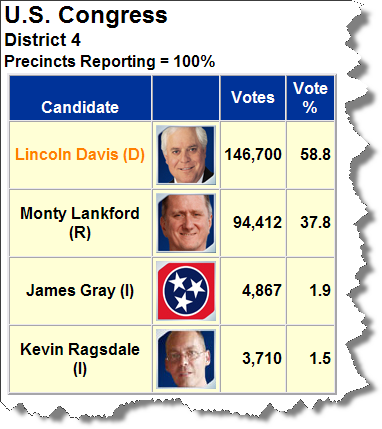 U.S. Congress
District 4
Precincts Reporting = 100%
Candidate Votes Vote
%
Lincoln Davis (D) 146,700 58.8
Monty Lankford
(R) 94,412 37.8
James Gray (I) 4,867 1.9
Kevin Ragsdale
(I) 3,710 1.5